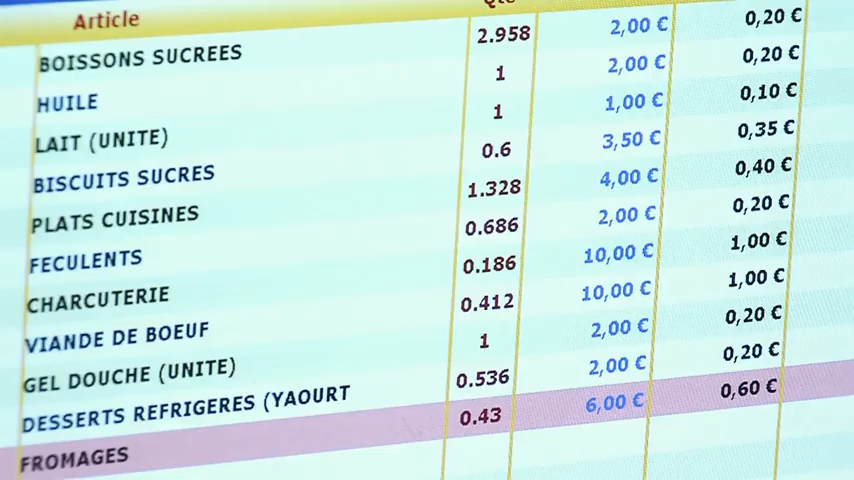 Article
BOISSONS SUCREES 2.958 2,00 € 0,20 €
HUILE 1 2,00 € 0,20 €
LAIT (UNITE) 1 1,00 € 0,10 €
BISCUITS SUCRES 0.6 3,50 € 0,35 €
PLATS CUISINES 1.328 4,00 € 0,40 €
FECULENTS 0.686 2,00 € 0,20 €
CHARCUTERIE 0.186 10,00 € 1,00 €
VIANDE DE BOEUF 0.412 10,00 € 1,00 €
GEL DOUCHE (UNITE) 1 2,00 € 0,20 €
DESSERTS REFRIGERES (YAOURT 0.536 2,00 € 0,20 €
FROMAGES 0.43 6,00 € 0,60 €